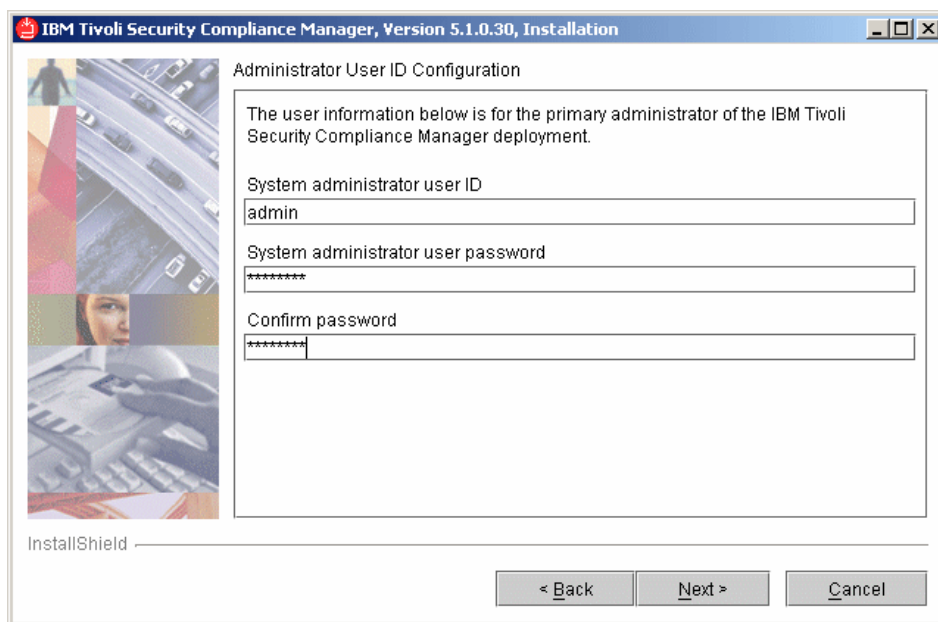 IBM Tivoli Security Compliance Manager, Version 5.1.0.30, Installation
Administrator User ID Configuration
The user information below is for the primary administrator of the IBM Tivoli
Security Compliance Manager deployment.
System administrator user ID
admin
System administrator user password
********
Confirm password
********
InstallShield
< Back
Next >
Cancel